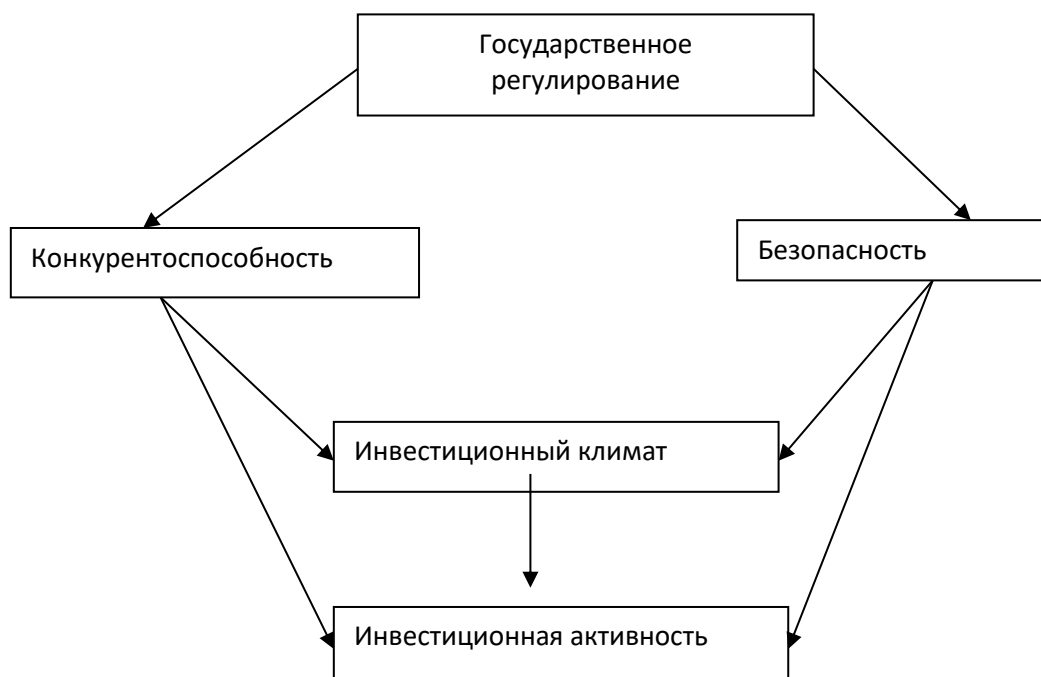 Государственное
регулирование
Конкурентоспособность
Безопасность
Инвестиционный климат
Инвестиционная активность